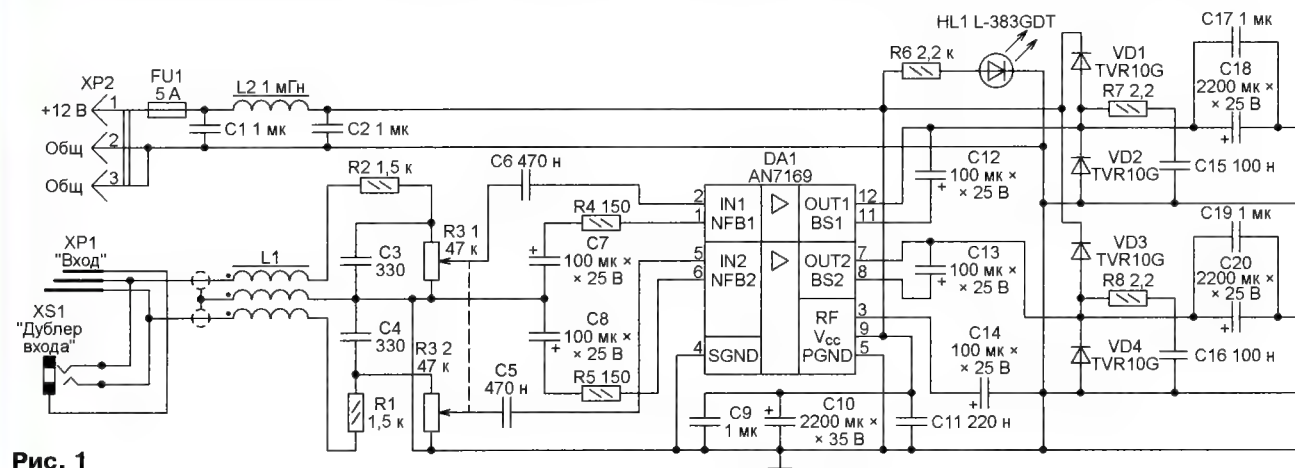 HL1 L-383GDT
C17 1 мк
R6 2,2 к
VD1
TVR10G
C18
2200 мк ×
× 25 В
R7 2,2
XP2
FU1
5 А
L2 1 мГн
+12 В
1
C1 1 мк
C2 1 мк
Общ
2
Общ
3
R2 1,5 к
C6 470 н
DA1
AN7169
C12
100 мк ×
× 25 В
VD2
TVR10G
C15 100 н
2
IN1
OUT1
12
1
NFB1
BS1
11
R4 150
C19 1 мк
XP1
"Вход"
L1
C3
330
R3 1
47 к
C7
100 мк ×
× 25 В
5
IN2
OUT2
7
6
NFB2
BS2
8
C13
100 мк ×
× 25 В
VD3
TVR10G
C20
2200 мк ×
× 25 В
R8 2,2
XS1
"Дублер
входа"
C4
330
C8
100 мк ×
× 25 В
RF
3
Vcc
9
4
SGND
PGND
5
C14
100 мк ×
× 25 В
VD4
TVR10G
C16 100 н
R3 2
47 к
C5
470 н
R5 150
R1
1,5 к
C9
1 мк
C10
2200 мк ×
× 35 В
C11 220 н
Рис. 1